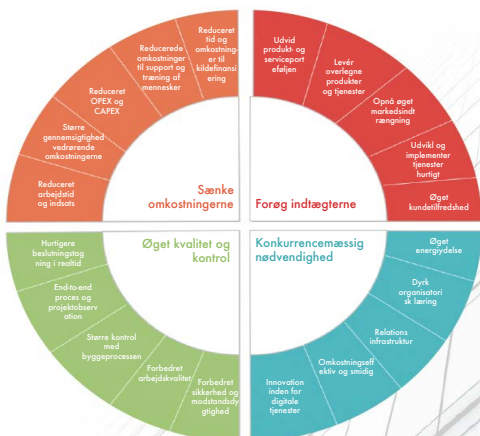 Reduceret
tid og
omkostning-
er til
kildefinansi
ering
Reducerede
omkostninger
til support og
træning af
mennesker
Reduceret
OPEX og
CAPEX
Større
gennemsigtighed
vedrørende
omkostningerne
Reduceret
arbejdstid
og indsats
Sænke
omkostningerne
Udvid
produkt- og
serviceport
eføljen
Levér
overlegne
produkter
og tjenester
Opnå øget
markedsindt
rængning
Udvikl og
implementer
tjenester
hurtigt
Øget
kundetilfredshed
Forøg indtægterne
Øget kvalitet og
kontrol
Hurtigere
beslutningstag
ning i realtid
End-to-end
proces og
projektobserv
ation
Større kontrol
med
byggeprocessen
Forbedret
arbejdskvalitet
Forbedret
sikkerhed og
modstandsdy
gtighed
Konkurrencemæssig
nødvendighed
Øget
energiydelse
Dyrk
organisatori
sk læring
Relations
infrastruktur
Omkostningseff
ektiv og smidig
Innovation
inden for
digitale
tjenester